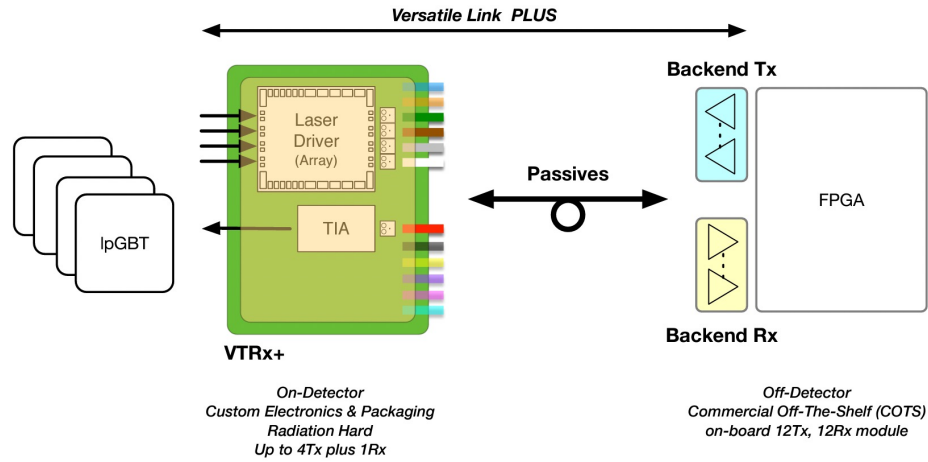 Versatile Link PLUS
Backend Tx
Laser
Driver
(Array)
Passives
FPGA
TIA
lpGBT
Backend Rx
VTRx+
On-Detector
Custom Electronics & Packaging
Radiation Hard
Up to 4Tx plus 1Rx
Off-Detector
Commercial Off-The-Shelf (COTS)
on-board 12Tx, 12Rx module